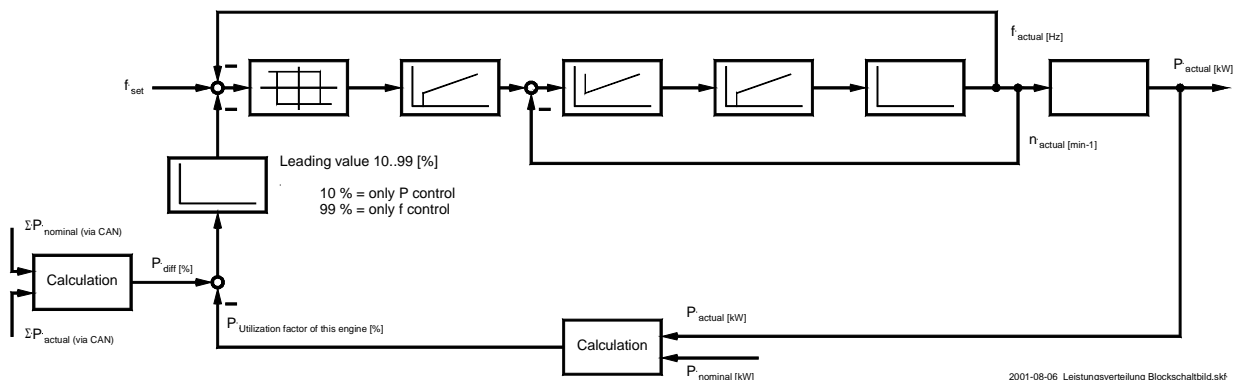 f actual [Hz]
P actual [kW]
f set
n actual [min-1]
Leading value 10..99 [%]
10 % = only P control
99 % = only f control
ΣP nominal (via CAN)
P diff [%]
Calculation
ΣP actual (via CAN)
P Utilization factor of this engine [%]
P actual [kW]
Calculation
P nominal [kW]
2001-08-06 Leistungsverteilung Blockschaltbild.skf